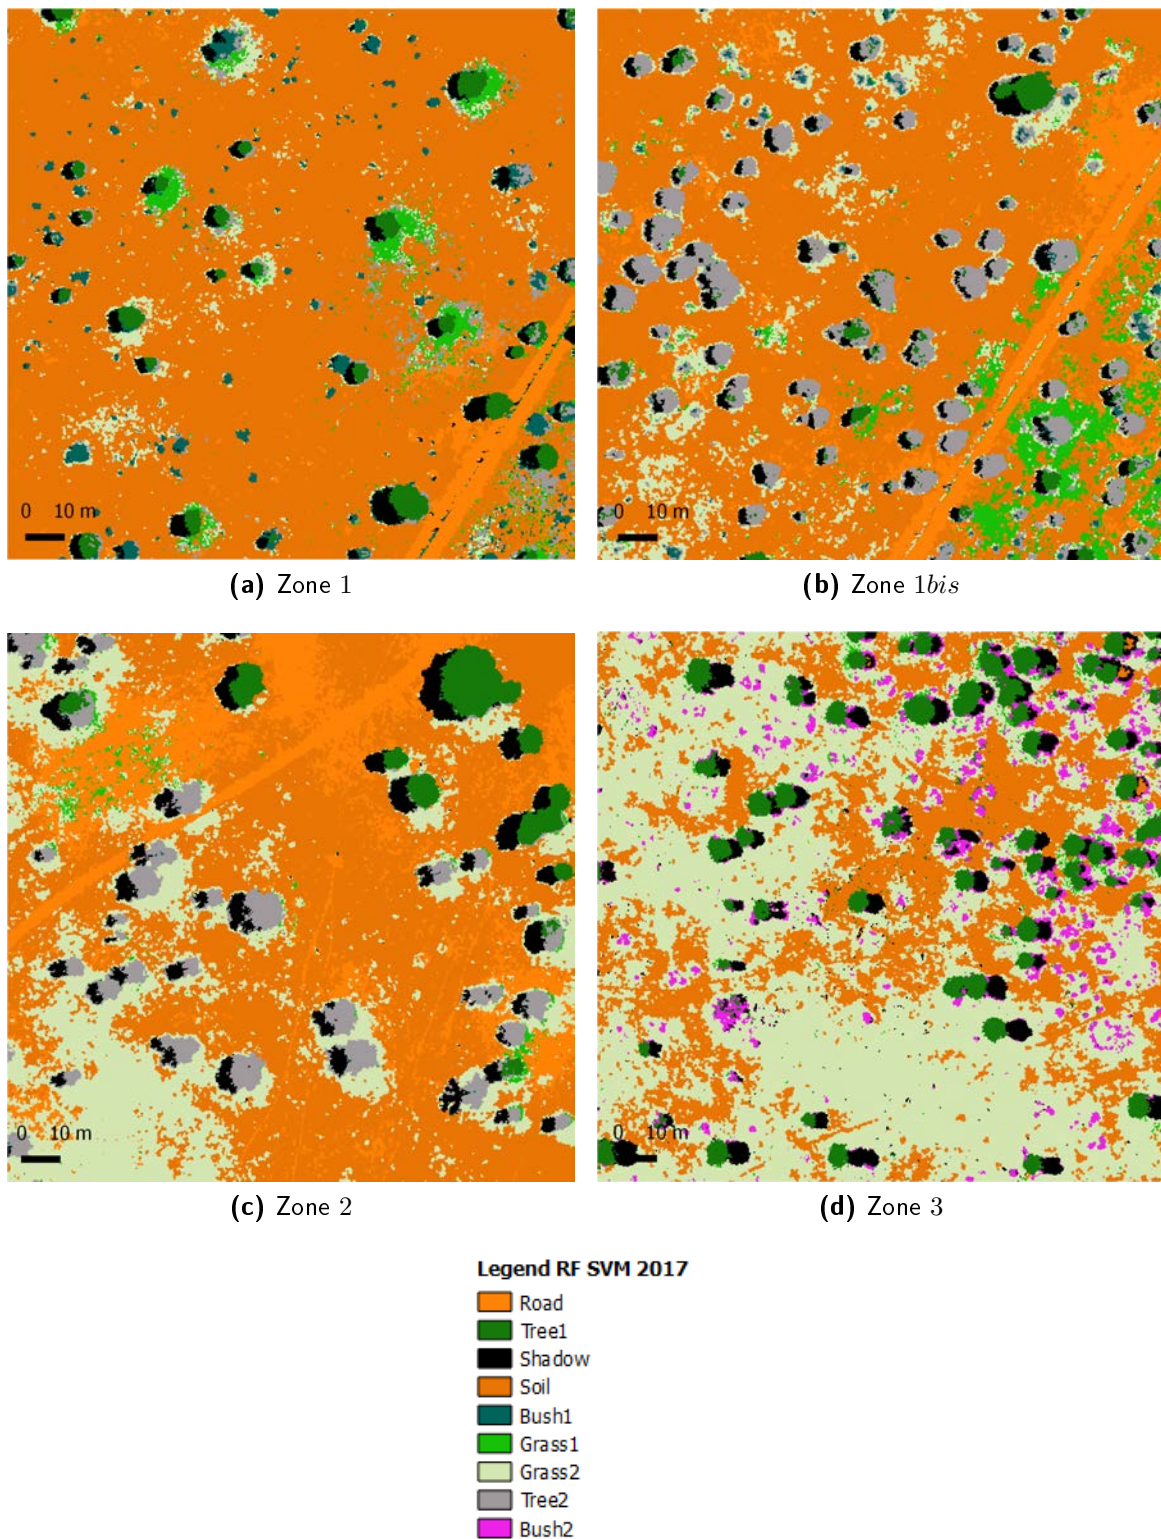 0 10 m
0 10 m
(a) Zone 1
(b) Zone 1bis
0 10 m
0 10 m
(c) Zone 2
(d) Zone 3
Legend RF SVM 2017
Road
Tree1
Shadow
Soil
Bush1
Grass1
Grass2
Tree2
Bush2